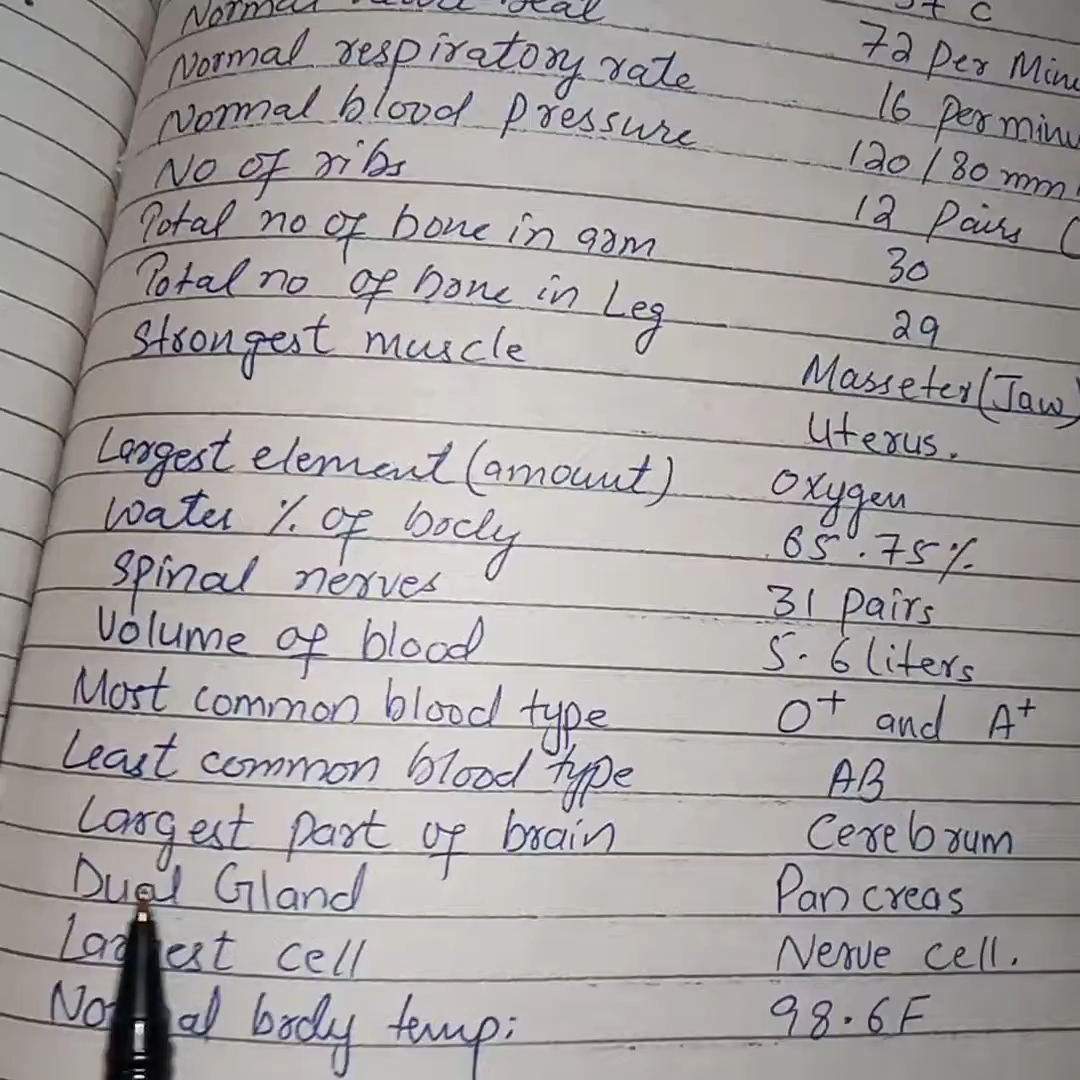 Normal
72 Per Min
Normal respiratory rate 16 per minu
Normal blood pressure 120/80 mm
No of ribs 12 Pairs (
Total no of bone in arm 30
Total no of bone in Leg 29
Strongest muscle Masseter (Jaw)
Uterus.
Largest element (amount) Oxygen
Water % of body 65.75%
Spinal nerves 31 pairs
Volume of blood 5.6 liters
Most common blood type O+ and A+
Least common blood type AB
Largest part of brain Cerebrum
Dual Gland Pancreas
Largest cell Nerve cell.
Normal body temp: 98.6F